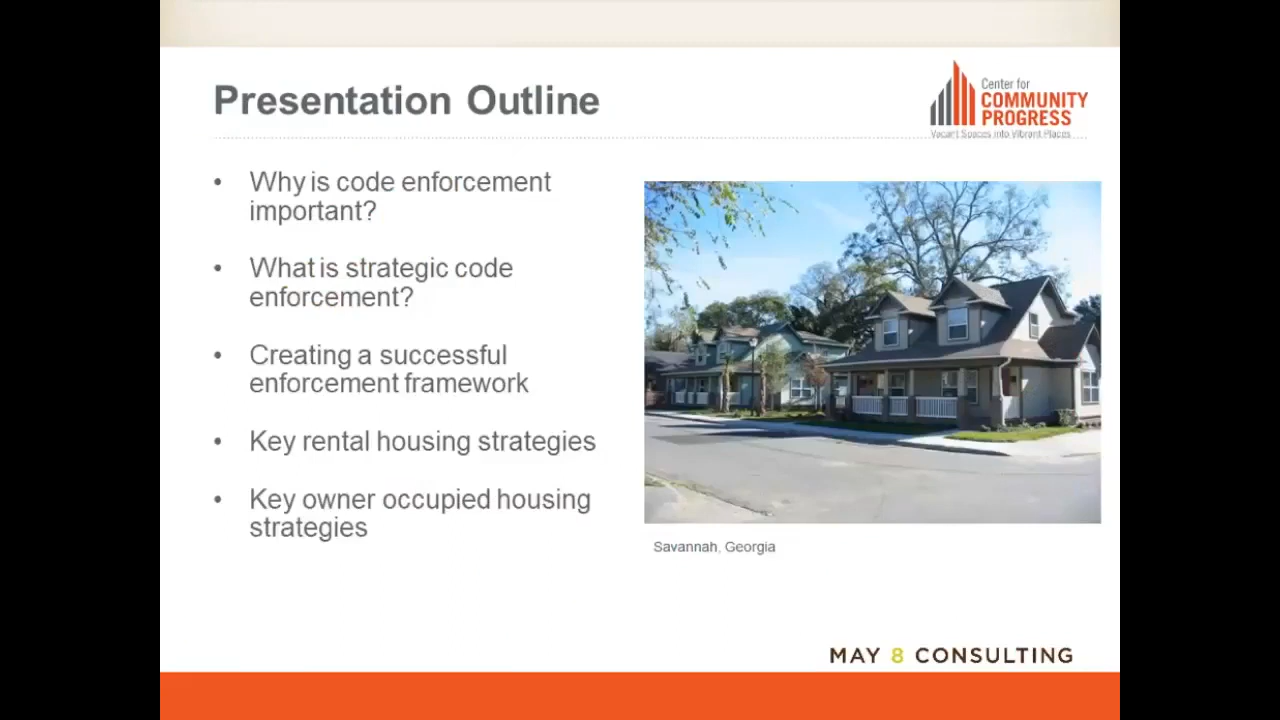 Presentation Outline
Center for
COMMUNITY
PROGRESS
Vacant Spaces into Vibrant Places
• Why is code enforcement
important?
• What is strategic code
enforcement?
• Creating a successful
enforcement framework
• Key rental housing strategies
• Key owner occupied housing
strategies
Savannah, Georgia
MAY 8 CONSULTING